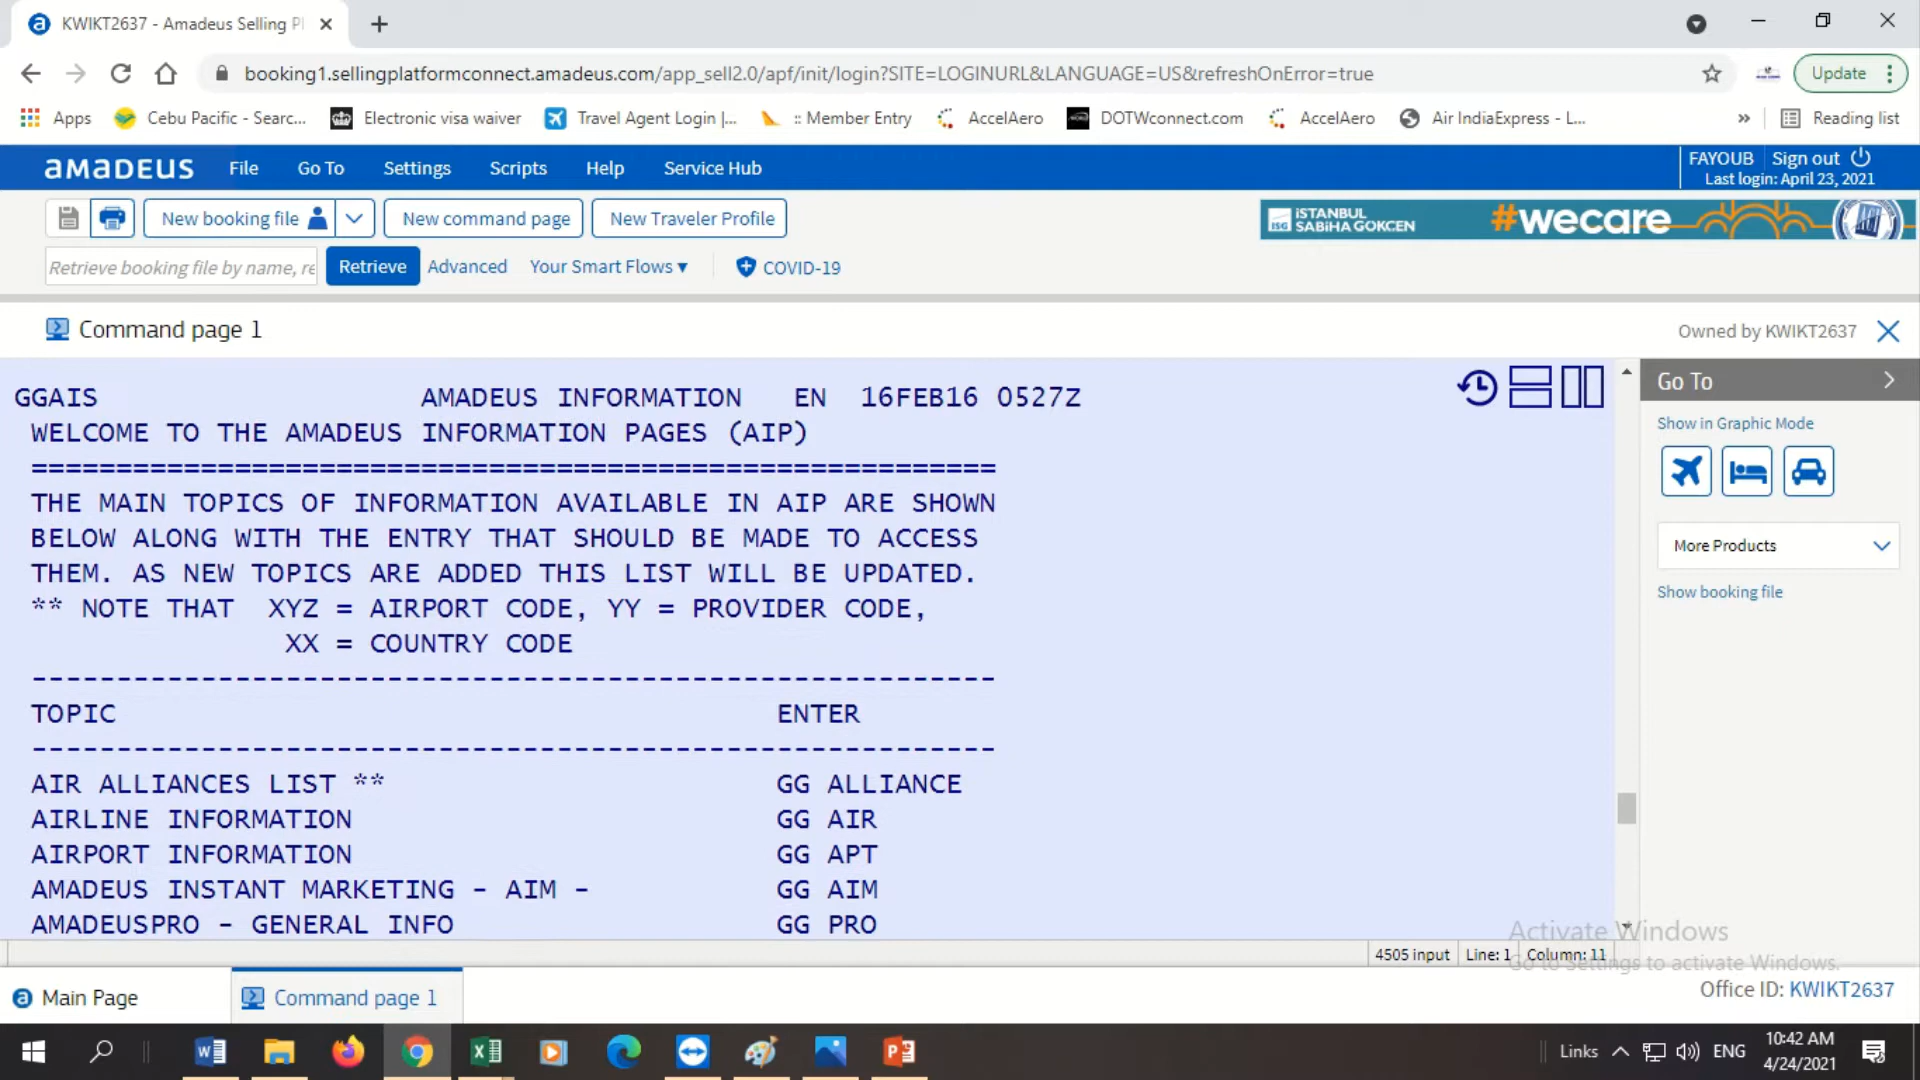 KWIKT2637 - Amadeus Selling Pl
booking1.sellingplatformconnect.amadeus.com/app_sell2.0/apf/init/login?SITE=LOGINURL&LANGUAGE=US&refreshOnError=true
Update
Apps
Cebu Pacific - Searc...
Electronic visa waiver
Travel Agent Login |...
:: Member Entry
AccelAero
DOTWconnect.com
AccelAero
Air IndiaExpress - L...
»
Reading list
aMaDEUS
File
Go To
Settings
Scripts
Help
Service Hub
FAYOUB
Sign out
Last login: April 23, 2021
New booking file
New command page
New Traveler Profile
ISG
iSTANBUL
SABiHA GOKCEN
#wecare
Retrieve booking file by name, re
Retrieve
Advanced
Your Smart Flows ▾
COVID-19
Command page 1
Owned by KWIKT2637
GGAIS AMADEUS INFORMATION EN 16FEB16 0527Z
WELCOME TO THE AMADEUS INFORMATION PAGES (AIP)
=========================================================
THE MAIN TOPICS OF INFORMATION AVAILABLE IN AIP ARE SHOWN
BELOW ALONG WITH THE ENTRY THAT SHOULD BE MADE TO ACCESS
THEM. AS NEW TOPICS ARE ADDED THIS LIST WILL BE UPDATED.
** NOTE THAT XYZ = AIRPORT CODE, YY = PROVIDER CODE,
XX = COUNTRY CODE
---------------------------------------------------------
TOPIC ENTER
---------------------------------------------------------
AIR ALLIANCES LIST ** GG ALLIANCE
AIRLINE INFORMATION GG AIR
AIRPORT INFORMATION GG APT
AMADEUS INSTANT MARKETING - AIM - GG AIM
AMADEUSPRO - GENERAL INFO GG PRO
Go To
Show in Graphic Mode
More Products
Show booking file
Activate Windows
Go to Settings to activate Windows.
4505 input
Line: 1
Column: 11
Main Page
Command page 1
Office ID: KWIKT2637
Links
ENG
10:42 AM
4/24/2021